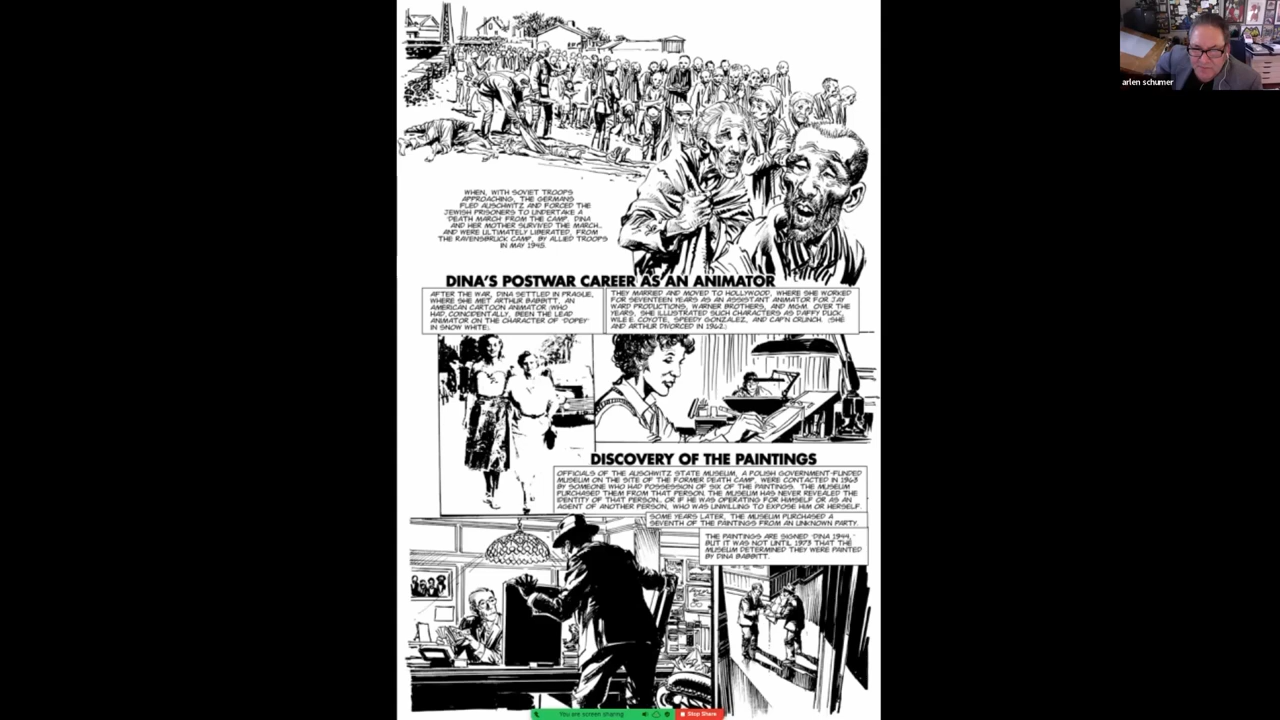 arlen schumer
WHEN, WITH SOVIET TROOPS
APPROACHING, THE GERMANS
FLED AUSCHWITZ AND FORCED THE
JEWISH PRISONERS TO UNDERTAKE A
"DEATH MARCH" FROM THE CAMP. DINA
AND HER MOTHER SURVIVED THE MARCH..
AND WERE ULTIMATELY LIBERATED, FROM
THE RAVENSBRUCK CAMP, BY ALLIED TROOPS
IN MAY 1945.
DINA'S POSTWAR CAREER AS AN ANIMATOR
AFTER THE WAR, DINA SETTLED IN PRAGUE,
WHERE SHE MET ARTHUR BABBITT, AN
AMERICAN CARTOON ANIMATOR (WHO
HAD, COINCIDENTALLY, BEEN THE LEAD
ANIMATOR ON THE CHARACTER OF "DOPEY"
IN SNOW WHITE).
THEY MARRIED AND MOVED TO HOLLYWOOD, WHERE SHE WORKED
FOR SEVENTEEN YEARS AS AN ASSISTANT ANIMATOR FOR JAY
WARD PRODUCTIONS, WARNER BROTHERS, AND MGM. OVER THE
YEARS, SHE ILLUSTRATED SUCH CHARACTERS AS DAFFY DUCK,
WILE E. COYOTE, SPEEDY GONZALEZ, AND CAP'N CRUNCH. (SHE
AND ARTHUR DIVORCED IN 1962.)
DISCOVERY OF THE PAINTINGS
OFFICIALS OF THE AUSCHWITZ STATE MUSEUM, A POLISH GOVERNMENT-FUNDED
MUSEUM ON THE SITE OF THE FORMER DEATH CAMP, WERE CONTACTED IN 1963
BY SOMEONE WHO HAD POSSESSION OF SIX OF THE PAINTINGS. THE MUSEUM
PURCHASED THEM FROM THAT PERSON. THE MUSEUM HAS NEVER REVEALED THE
IDENTITY OF THAT PERSON.. OR IF HE WAS OPERATING FOR HIMSELF OR AS AN
AGENT OF ANOTHER PERSON, WHO WAS UNWILLING TO EXPOSE HIM OR HERSELF.
SOME YEARS LATER, THE MUSEUM PURCHASED A
SEVENTH OF THE PAINTINGS FROM AN UNKNOWN PARTY.
THE PAINTINGS ARE SIGNED "DINA 1944,"
BUT IT WAS NOT UNTIL 1973 THAT THE
MUSEUM DETERMINED THEY WERE PAINTED
BY DINA BABBITT.
You are screen sharing
Stop Share